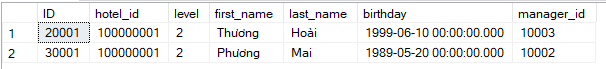 ID hotel_id level first_name last_name birthday manager_id
1 20001 100000001 2 Thương Hoài 1999-06-10 00:00:00.000 10003
2 30001 100000001 2 Phương Mai 1989-05-20 00:00:00.000 10002